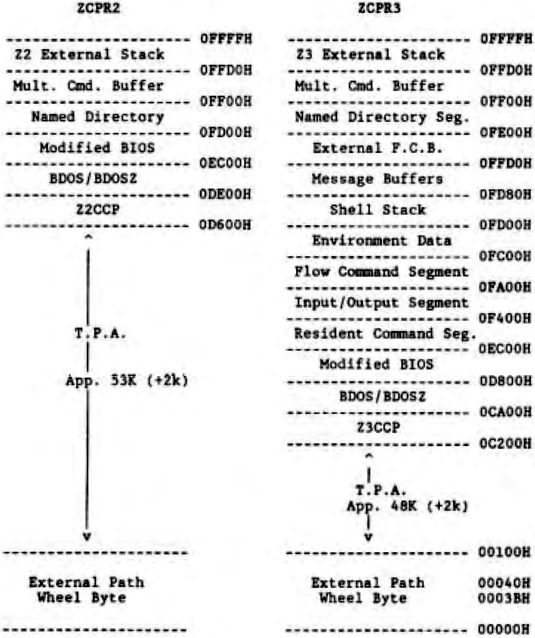 ZCPR2
--------------------- 0FFFFH
Z2 External Stack
--------------------- 0FFD0H
Mult. Cmd. Buffer
--------------------- 0FF00H
Named Directory
--------------------- 0FD00H
Modified BIOS
--------------------- 0EC00H
BDOS/BDOSZ
--------------------- 0DE00H
Z2CCP
--------------------- 0D600H
^
T.P.A.
App. 53K (+2k)
v
---------------------
External Path
Wheel Byte
---------------------
ZCPR3
--------------------- 0FFFFH
Z3 External Stack
--------------------- 0FFD0H
Mult. Cmd. Buffer
--------------------- 0FF00H
Named Directory Seg.
--------------------- 0FE00H
External F.C.B.
--------------------- 0FFD0H
Message Buffers
--------------------- 0FD80H
Shell Stack
--------------------- 0FD00H
Environment Data
--------------------- 0FC00H
Flow Command Segment
--------------------- 0FA00H
Input/Output Segment
--------------------- 0F400H
Resident Command Seg.
--------------------- 0EC00H
Modified BIOS
--------------------- 0D800H
BDOS/BDOSZ
--------------------- 0CA00H
Z3CCP
--------------------- 0C200H
^
T.P.A.
App. 48K (+2k)
v
--------------------- 00100H
External Path 00040H
Wheel Byte 0003BH
--------------------- 00000H